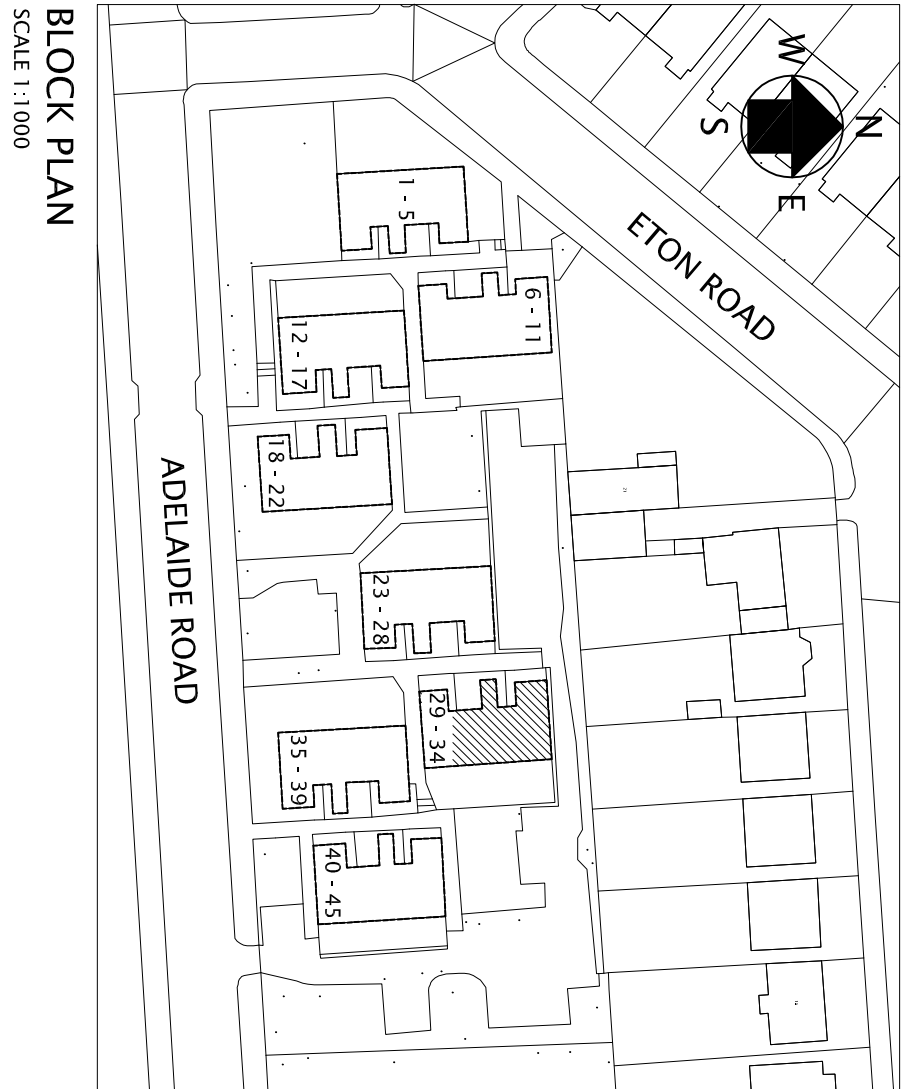 BLOCK PLAN
SCALE 1:1000
W
N
S
E
ETON ROAD
ADELAIDE ROAD
1 - 5
6 - 11
12 - 17
18 - 22
23 - 28
29 - 34
35 - 39
40 - 45